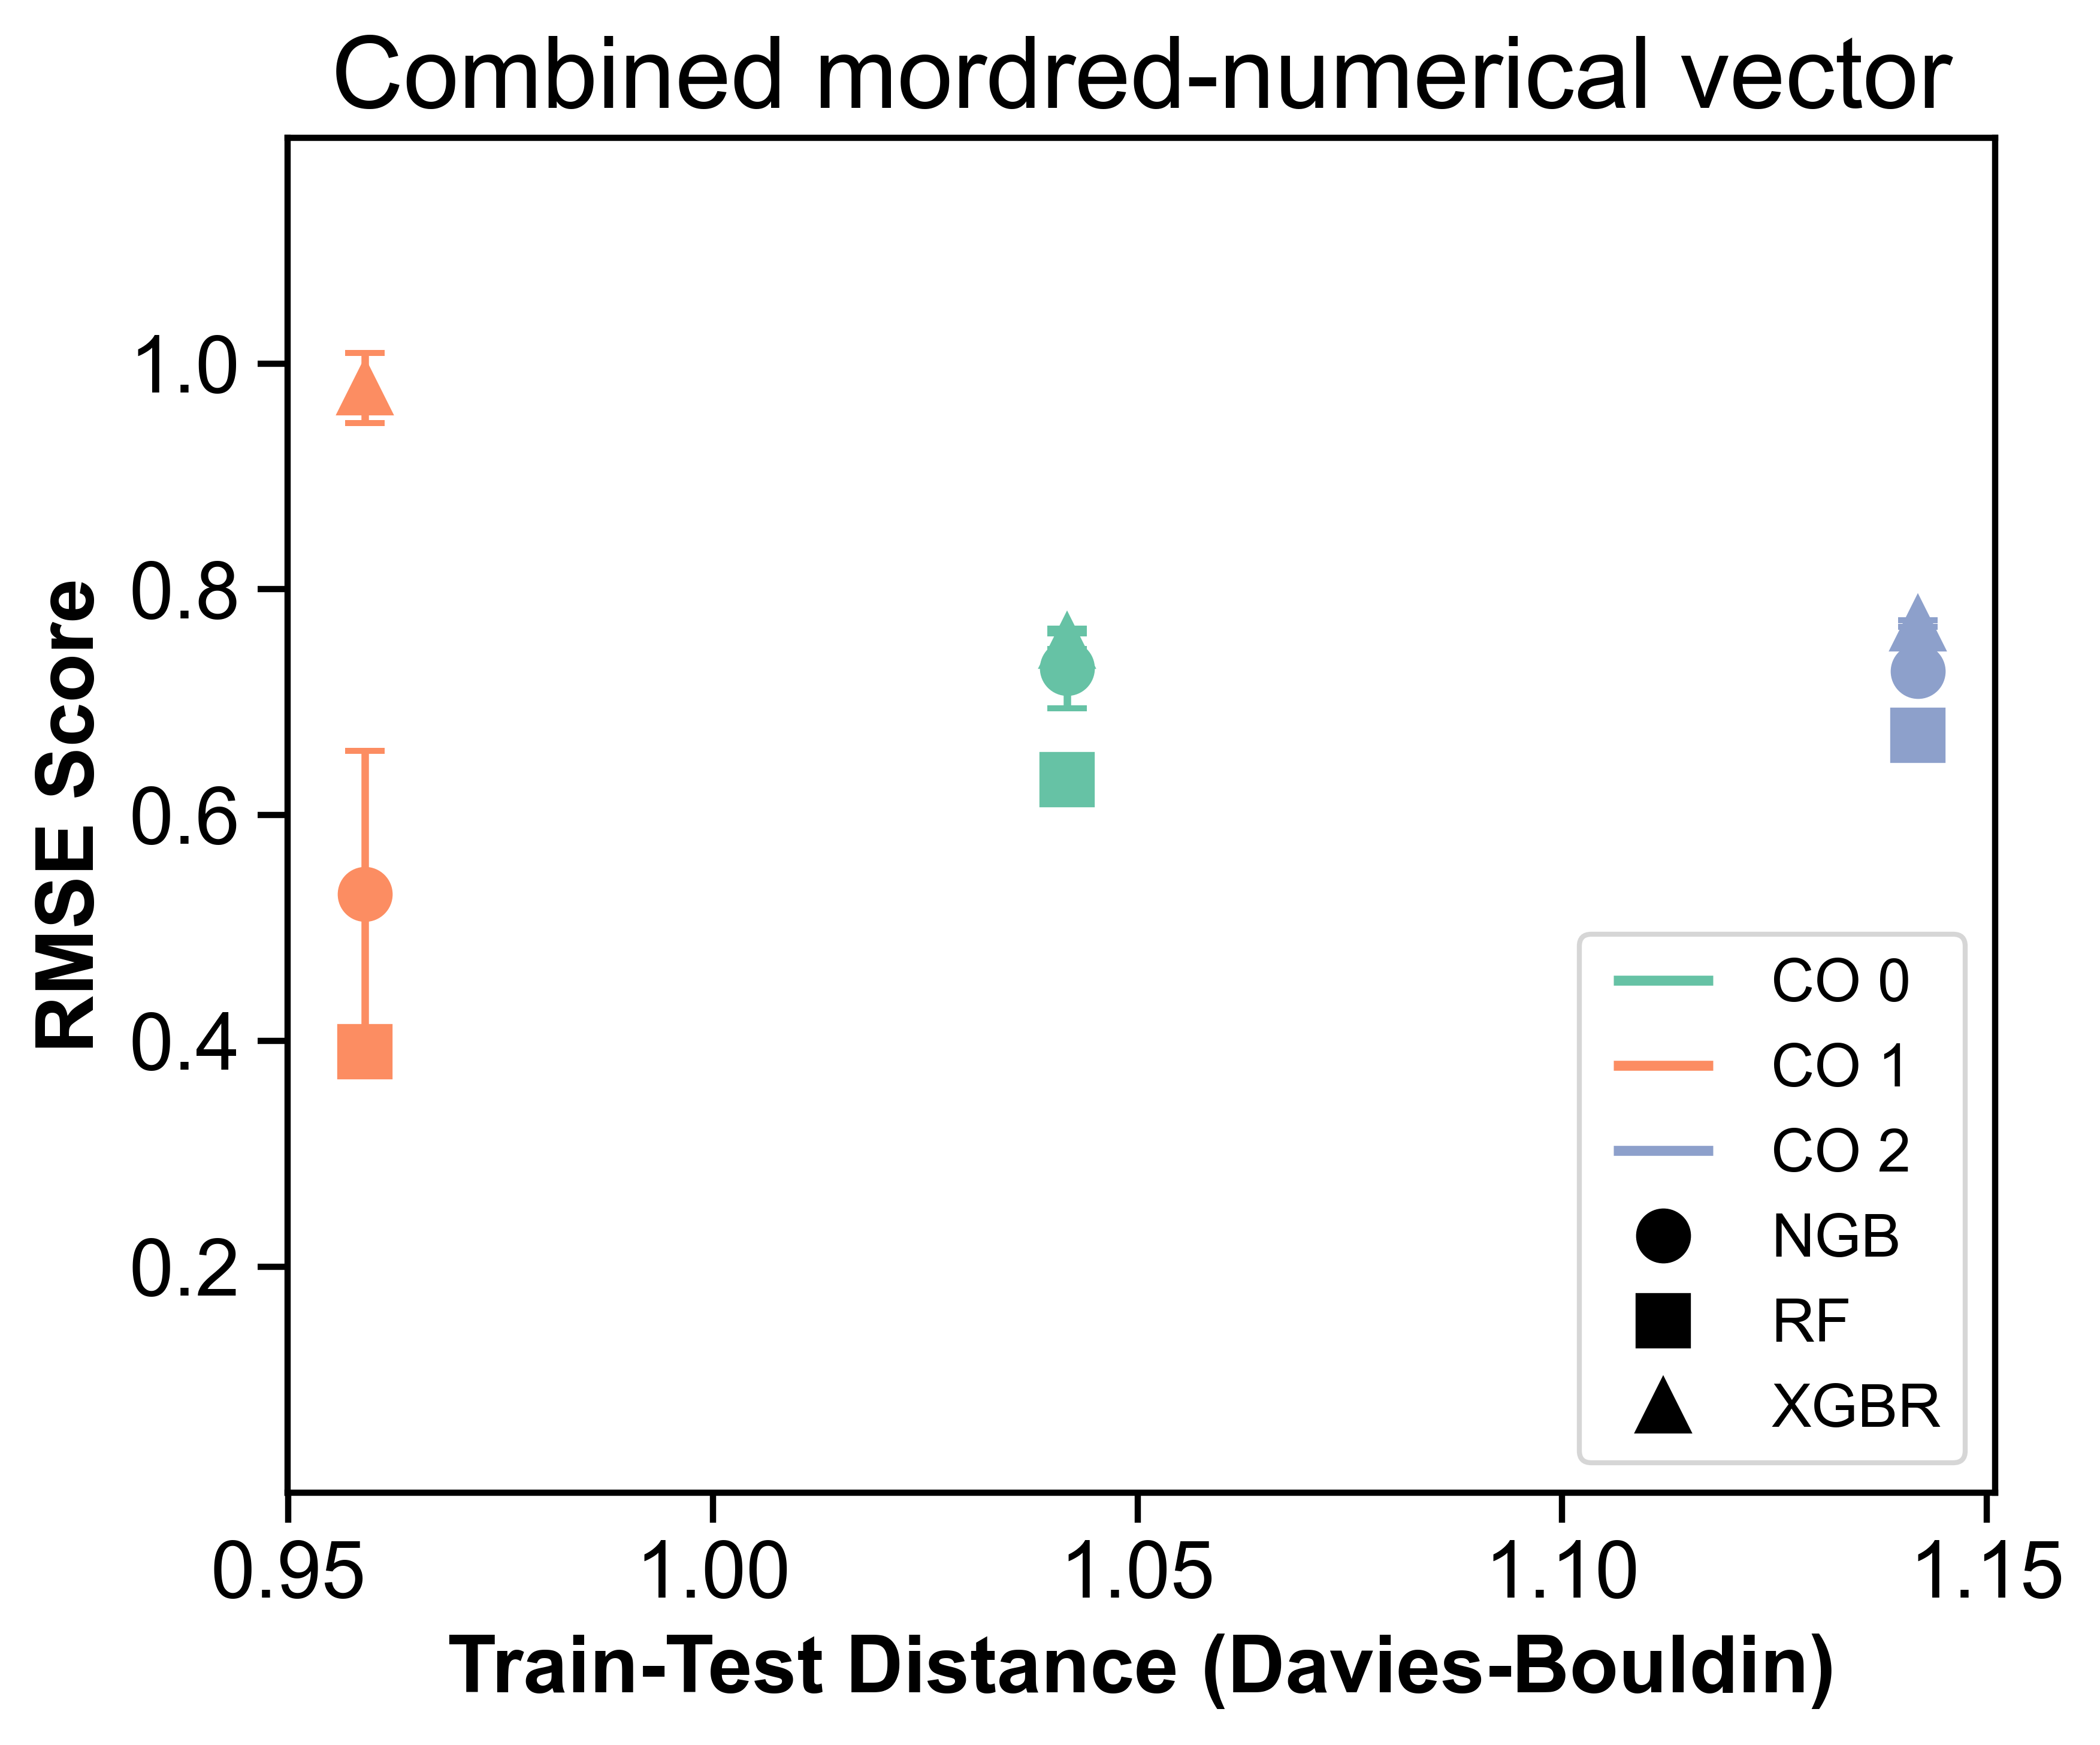 Combined mordred-numerical vector
RMSE Score
1.0
0.8
0.6
0.4
0.2
CO 0
CO 1
CO 2
NGB
RF
XGBR
0.95 1.00 1.05 1.10 1.15
Train-Test Distance (Davies-Bouldin)